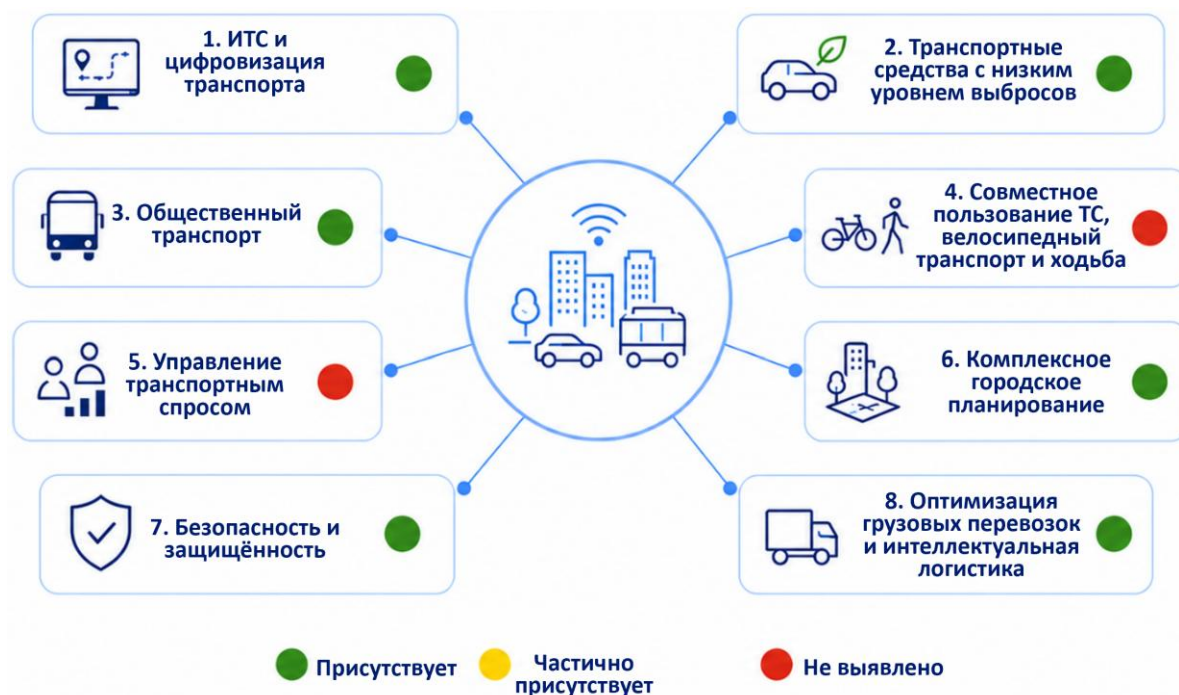 1. ИТС и
цифровизация
транспорта
2. Транспортные
средства с низким
уровнем выбросов
3. Общественный
транспорт
4. Совместное
пользование ТС,
велосипедный
транспорт и ходьба
5. Управление
транспортным
спросом
6. Комплексное
городское
планирование
7. Безопасность и
защищённость
8. Оптимизация
грузовых перевозок
и интеллектуальная
логистика
Присутствует
Частично
присутствует
Не выявлено